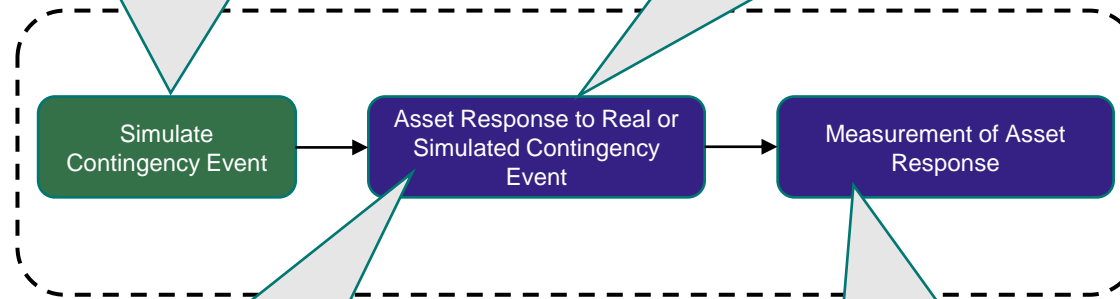 Simulate
Contingency Event
Asset Response to Real or
Simulated Contingency
Event
Measurement of Asset
Response